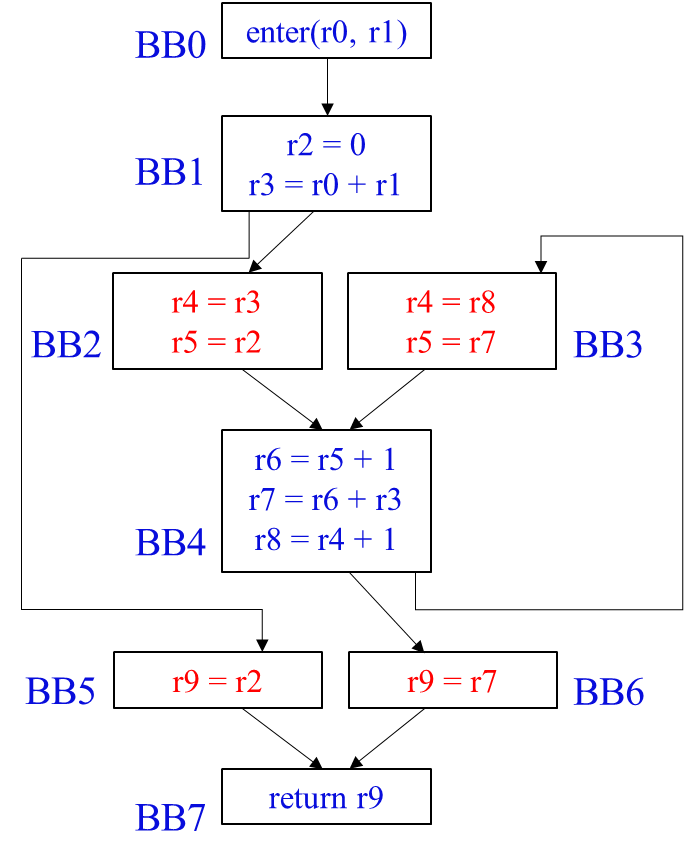 BB0
enter(r0, r1)
BB1
r2 = 0
r3 = r0 + r1
BB2
r4 = r3
r5 = r2
r4 = r8
r5 = r7
BB3
BB4
r6 = r5 + 1
r7 = r6 + r3
r8 = r4 + 1
BB5
r9 = r2
r9 = r7
BB6
BB7
return r9